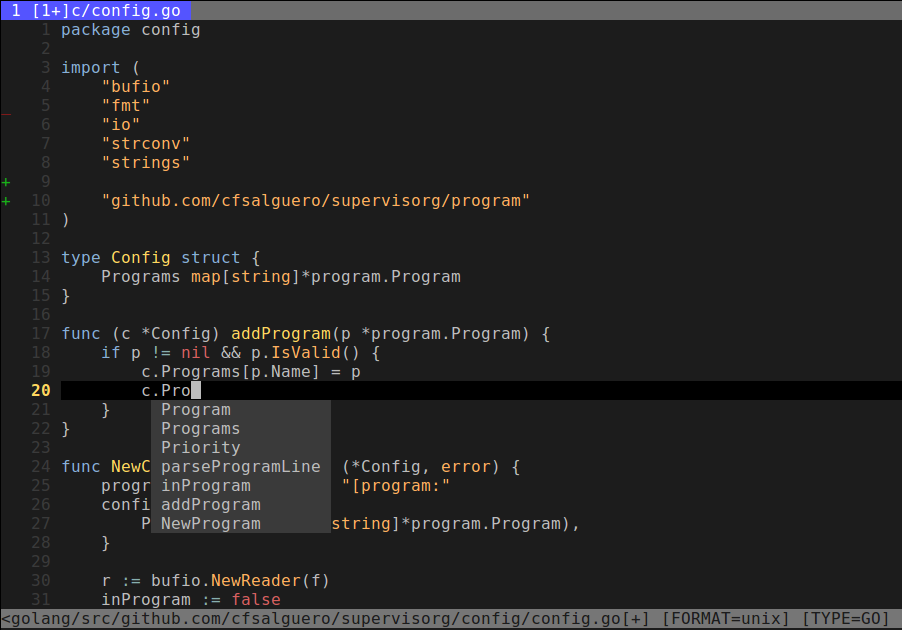 1 [1+]c/config.go
1 package config
2
3 import (
4     "bufio"
_ 5     "fmt"
6     "io"
7     "strconv"
8     "strings"
+ 9
+ 10     "github.com/cfsalguero/supervisorg/program"
11 )
12
13 type Config struct {
14     Programs map[string]*program.Program
15 }
16
17 func (c *Config) addProgram(p *program.Program) {
18     if p != nil && p.IsValid() {
19         c.Programs[p.Name] = p
20         c.Pro
21     }     Program
22 }         Programs
23           Priority
24 func NewC parseProgramLine  (*Config, error) {
25     progr inProgram         "[program:"
26     confi addProgram
27         P NewProgram       string]*program.Program),
28     }
29
30     r := bufio.NewReader(f)
31     inProgram := false
<golang/src/github.com/cfsalguero/supervisorg/config/config.go[+] [FORMAT=unix] [TYPE=GO]